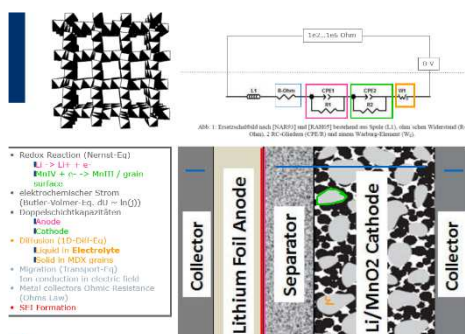 1e2...1e6 Ohm
0 V
L1
R-Ohm
CPE1
CPE2
W1
R1
R2
Abb. 1: Ersatzschaltbild nach [NAR03] und [RAH05] bestehend aus Spule (L1), ohm'schen Widerstand (R-
Ohm), 2 RC-Gliedern (CPE/R) und einem Warburg-Element (W₁).
Redox Reaction (Nernst-Eq)
Li -> Li+ + e-
MnIV + e- -> MnIII / grain
surface
elektrochemischer Strom
(Butler-Volmer-Eq. dU ~ ln(j))
Doppelschichtkapazitäten
Anode
Cathode
Diffusion (1D-Diff-Eq)
Liquid in Electrolyte
Solid in MDX grains
Migration (Transport-Eq)
Ion conduction in electric field
Metal collectors Ohmic Resistance
(Ohms Law)
SEI Formation
Collector
Lithium Foil Anode
Separator
Li/MnO2 Cathode
Collector